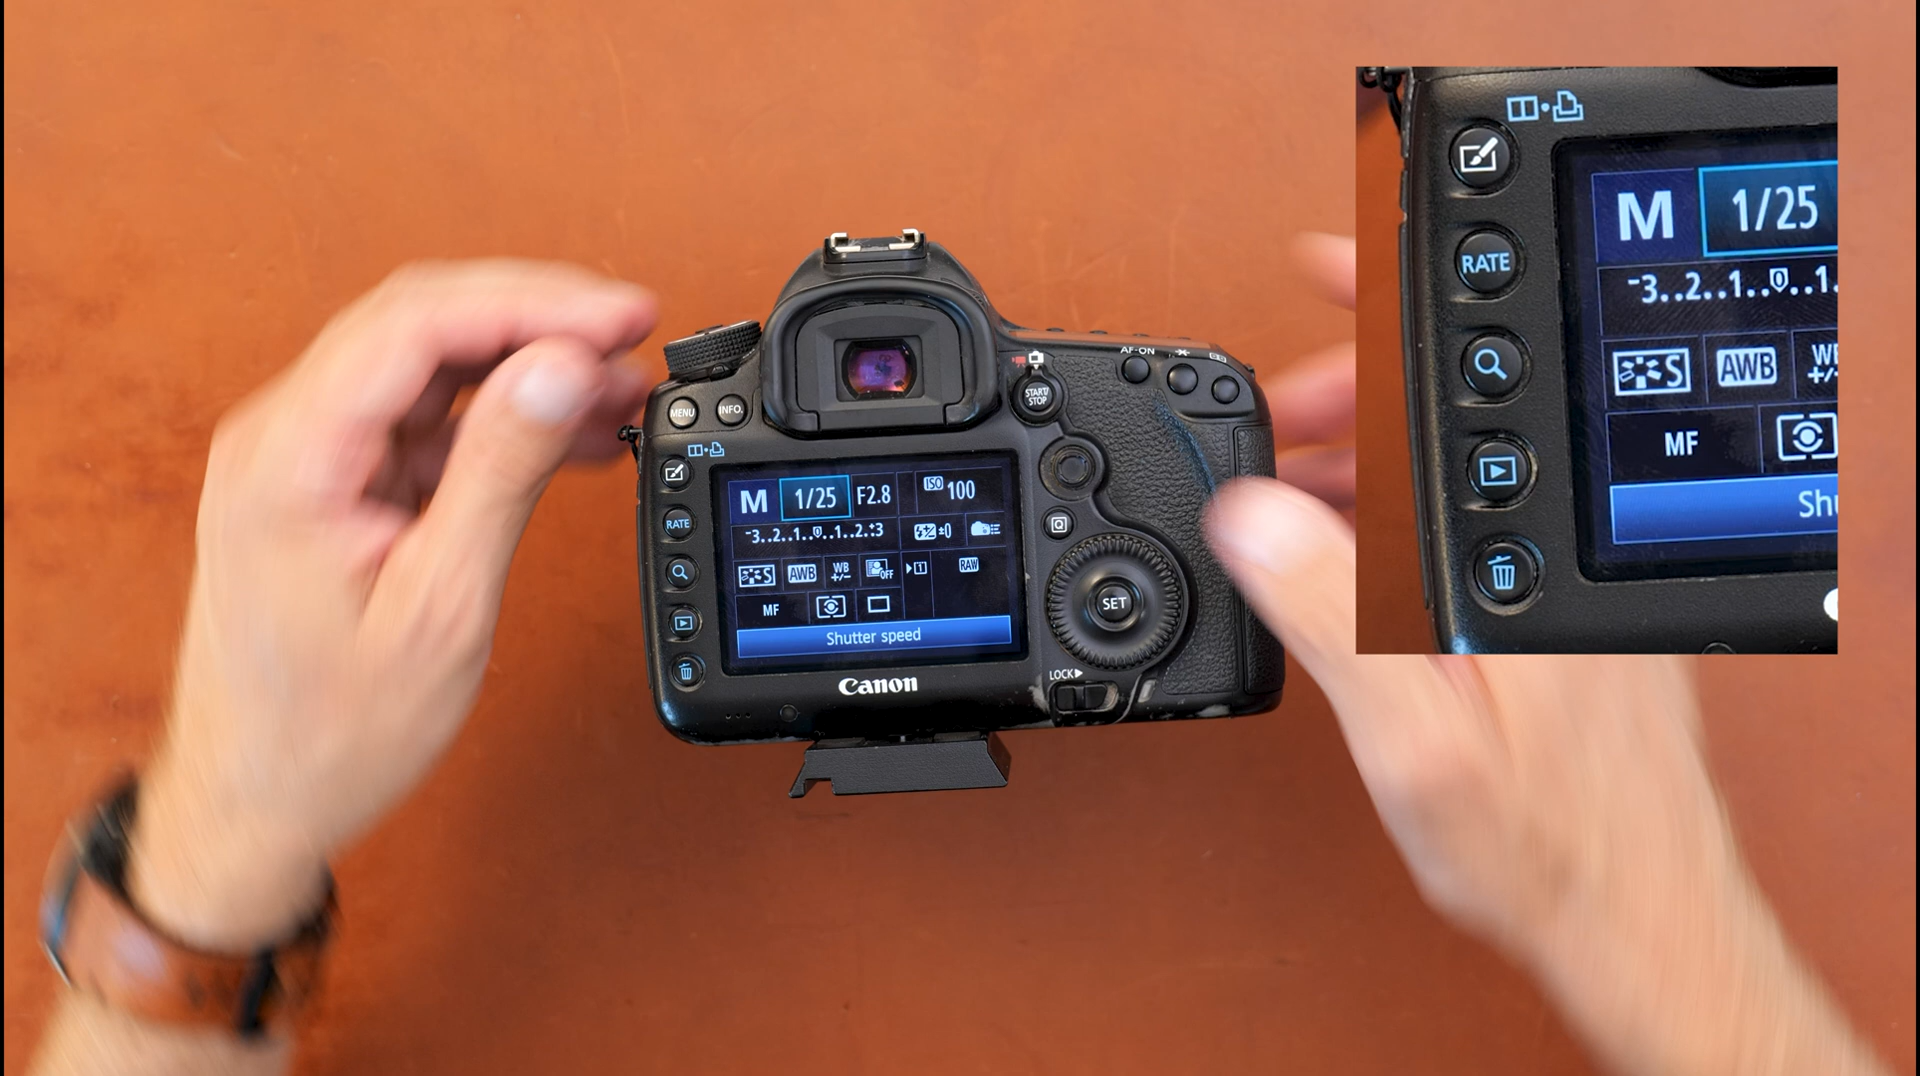 AF-ON
START/
STOP
MENU
INFO.
M 1/25 F2.8 ISO 100
-3..2..1..0..1..2.+3 ±0
RATE
S AWB WB +/- OFF 1 RAW
Q
MF
SET
Shutter speed
LOCK
Canon
M 1/25
RATE
-3..2..1..0..1.
S AWB
+/-
MF